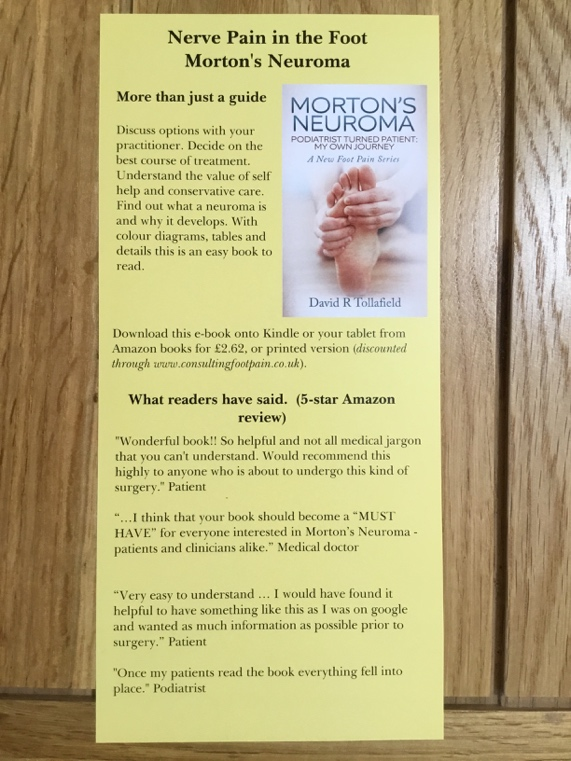 Nerve Pain in the Foot
Morton's Neuroma
More than just a guide
Discuss options with your
practitioner. Decide on the
best course of treatment.
Understand the value of self
help and conservative care.
Find out what a neuroma is
and why it develops. With
colour diagrams, tables and
details this is an easy book to
read.
MORTON'S
NEUROMA
PODIATRIST TURNED PATIENT:
MY OWN JOURNEY
A New Foot Pain Series
David R Tollafield
Download this e-book onto Kindle or your tablet from
Amazon books for £2.62, or printed version (discounted
through www.consultingfootpain.co.uk).
What readers have said. (5-star Amazon
review)
"Wonderful book!! So helpful and not all medical jargon
that you can't understand. Would recommend this
highly to anyone who is about to undergo this kind of
surgery." Patient
“…I think that your book should become a “MUST
HAVE” for everyone interested in Morton’s Neuroma -
patients and clinicians alike.” Medical doctor
“Very easy to understand … I would have found it
helpful to have something like this as I was on google
and wanted as much information as possible prior to
surgery.” Patient
"Once my patients read the book everything fell into
place." Podiatrist